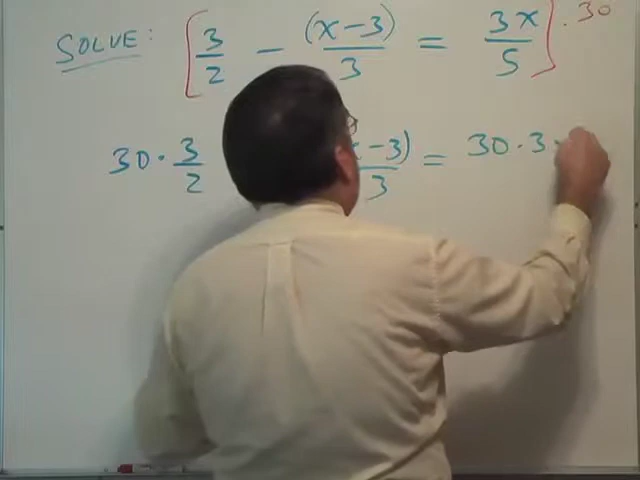 SOLVE: [ 3/2 - (x-3)/3 = 3x/5 ] . 30
30 · 3/2 x-3)/3 = 30 · 3